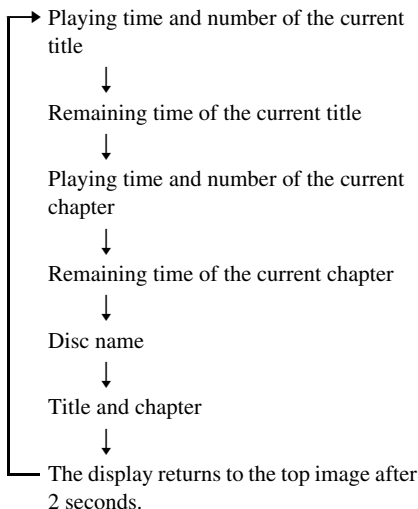 Playing time and number of the current
title
Remaining time of the current title
Playing time and number of the current
chapter
Remaining time of the current chapter
Disc name
Title and chapter
The display returns to the top image after
2 seconds.